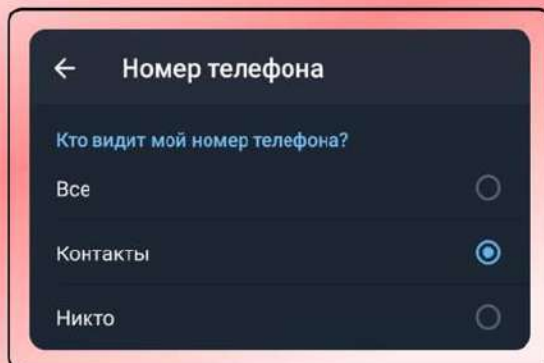 Номер телефона
Кто видит мой номер телефона?
Все
Контакты
Никто